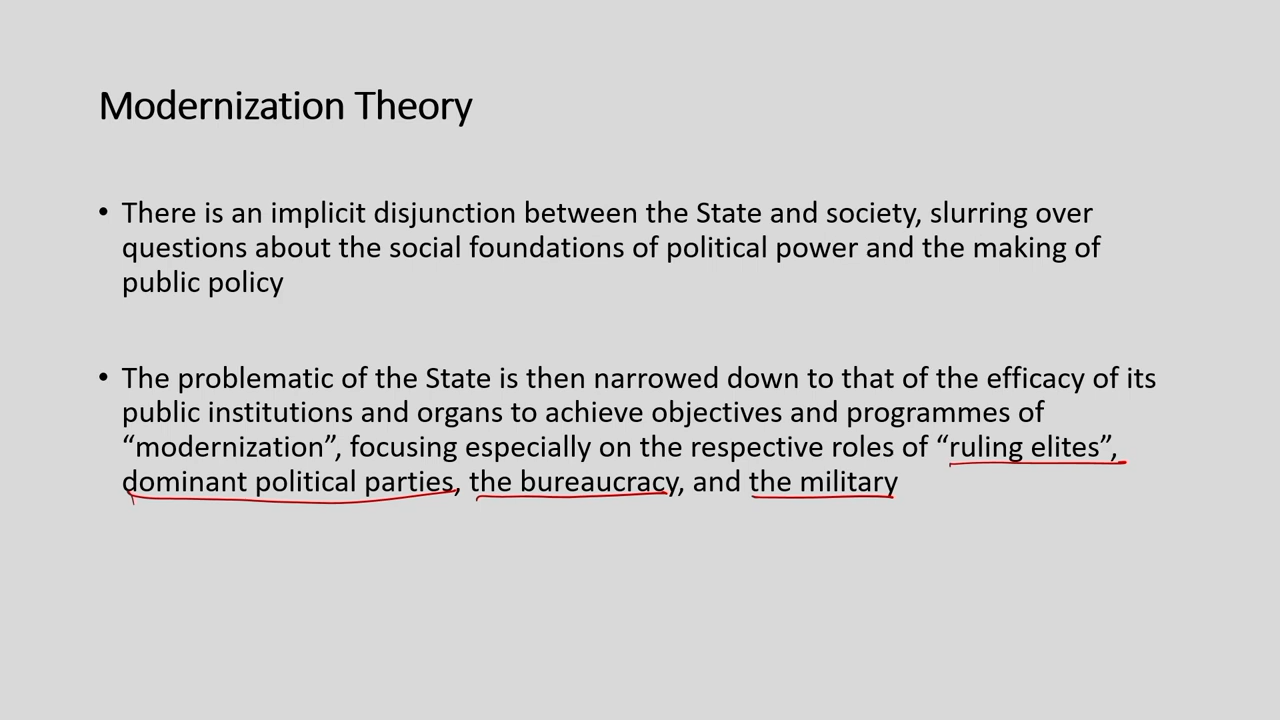 Modernization Theory
• There is an implicit disjunction between the State and society, slurring over
questions about the social foundations of political power and the making of
public policy
• The problematic of the State is then narrowed down to that of the efficacy of its
public institutions and organs to achieve objectives and programmes of
“modernization”, focusing especially on the respective roles of “ruling elites”,
dominant political parties, the bureaucracy, and the military